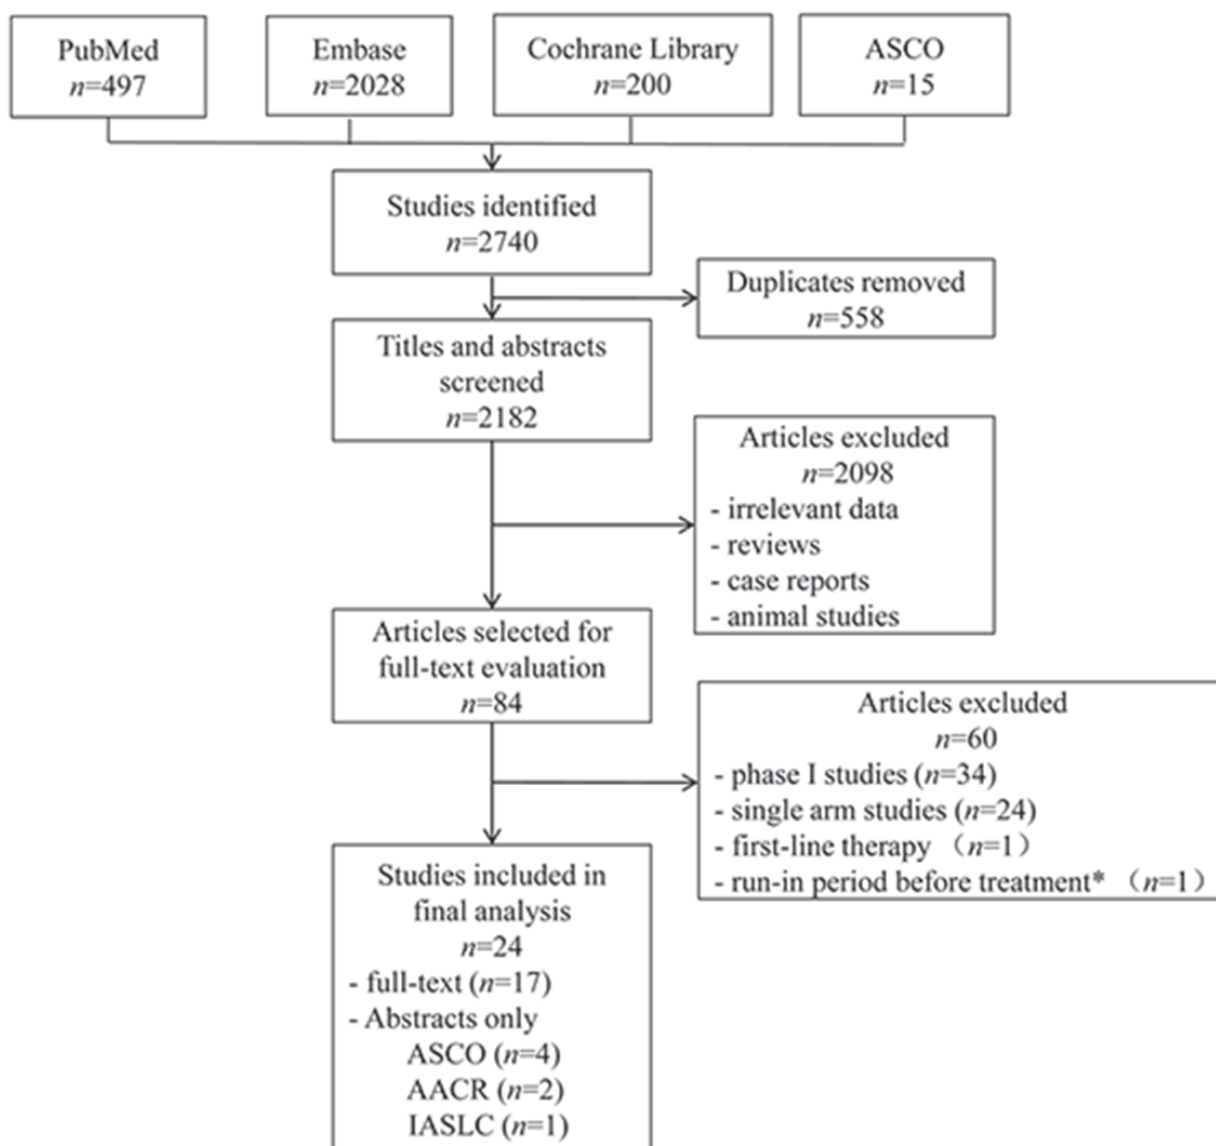 PubMed
n=497
Embase
n=2028
Cochrane Library
n=200
ASCO
n=15
Studies identified
n=2740
Duplicates removed
n=558
Titles and abstracts
screened
n=2182
Articles excluded
n=2098
- irrelevant data
- reviews
- case reports
- animal studies
Articles selected for
full-text evaluation
n=84
Articles excluded
n=60
- phase I studies (n=34)
- single arm studies (n=24)
- first-line therapy （n=1）
- run-in period before treatment* （n=1）
Studies included in
final analysis
n=24
- full-text (n=17)
- Abstracts only
ASCO (n=4)
AACR (n=2)
IASLC (n=1)